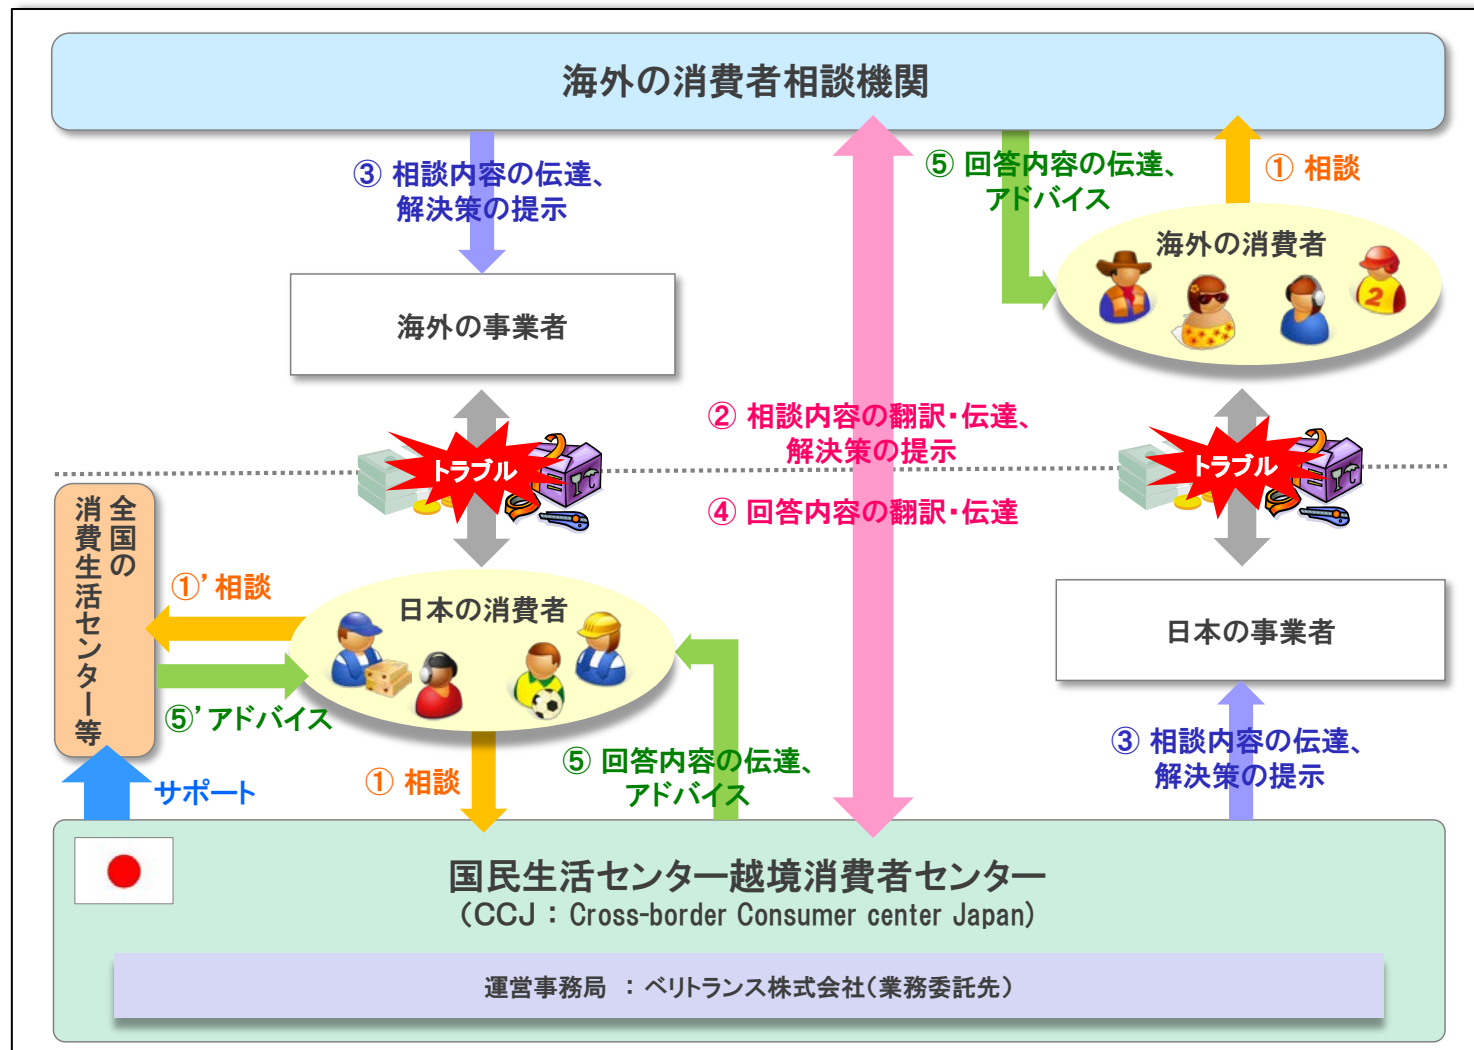 海外の消費者相談機関
③ 相談内容の伝達、
解決策の提示
⑤ 回答内容の伝達、
アドバイス
① 相談
海外の消費者
2
海外の事業者
② 相談内容の翻訳・伝達、
解決策の提示
トラブル
トラブル
④ 回答内容の翻訳・伝達
全国の
消費生活センター等
①’ 相談
日本の消費者
日本の事業者
⑤’ アドバイス
サポート
① 相談
⑤ 回答内容の伝達、
アドバイス
③ 相談内容の伝達、
解決策の提示
国民生活センター越境消費者センター
（CCJ：Cross-border Consumer center Japan）
運営事務局 ：ベリトランス株式会社（業務委託先）